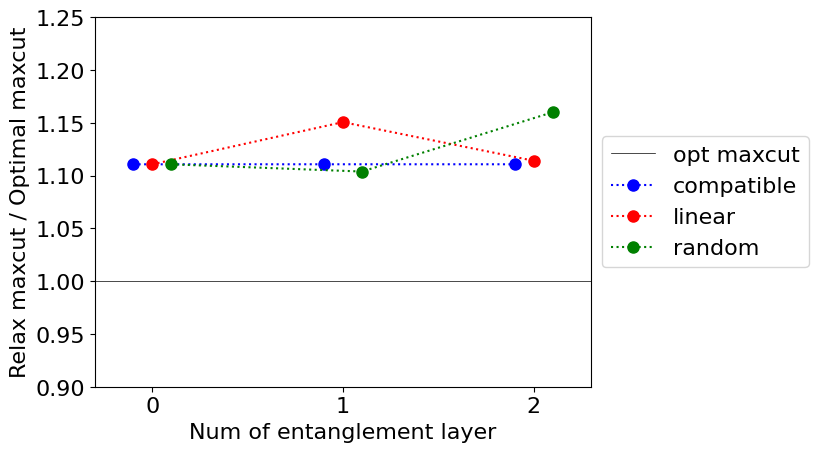 Relax maxcut / Optimal maxcut
1.25
1.20
1.15
1.10
1.05
1.00
0.95
0.90
0
1
2
Num of entanglement layer
opt maxcut
compatible
linear
random